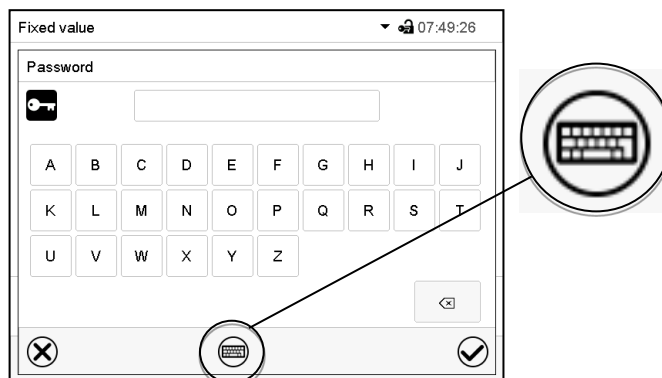 Fixed value 07:49:26
Password
A B C D E F G H I J
K L M N O P Q R S T
U V W X Y Z